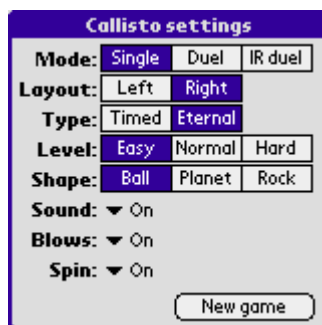 Callisto settings
Mode: Single Duel IR duel
Layout: Left Right
Type: Timed Eternal
Level: Easy Normal Hard
Shape: Ball Planet Rock
Sound: On
Blows: On
Spin: On
New game